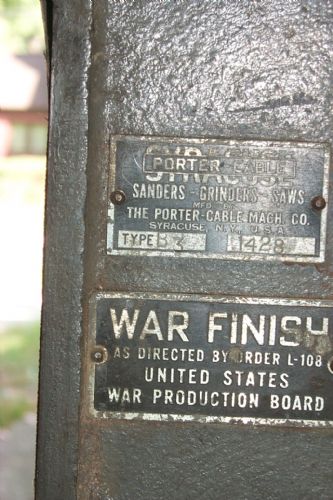 PORTER-CABLE
SANDERS - GRINDERS - SAWS
MFD BY
THE PORTER-CABLE MACH. CO.
SYRACUSE, N.Y., U.S.A.
TYPE B3 1428
WAR FINISH
AS DIRECTED BY ORDER L-108
UNITED STATES
WAR PRODUCTION BOARD